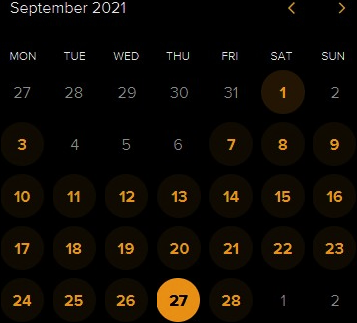 September 2021 < >
MON TUE WED THU FRI SAT SUN
27 28 29 30 31 1 2
3 4 5 6 7 8 9
10 11 12 13 14 15 16
17 18 19 20 21 22 23
24 25 26 27 28 1 2